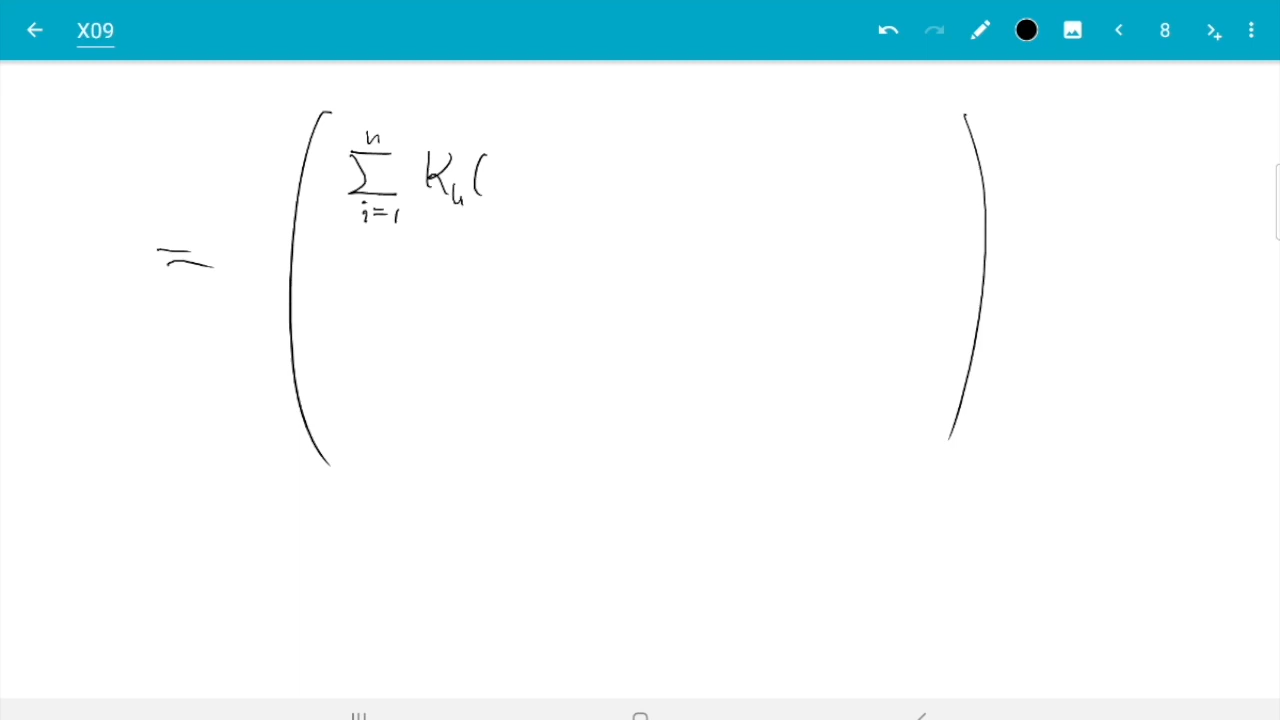 X09
8
n
( Σ K_h( )
i=1
=